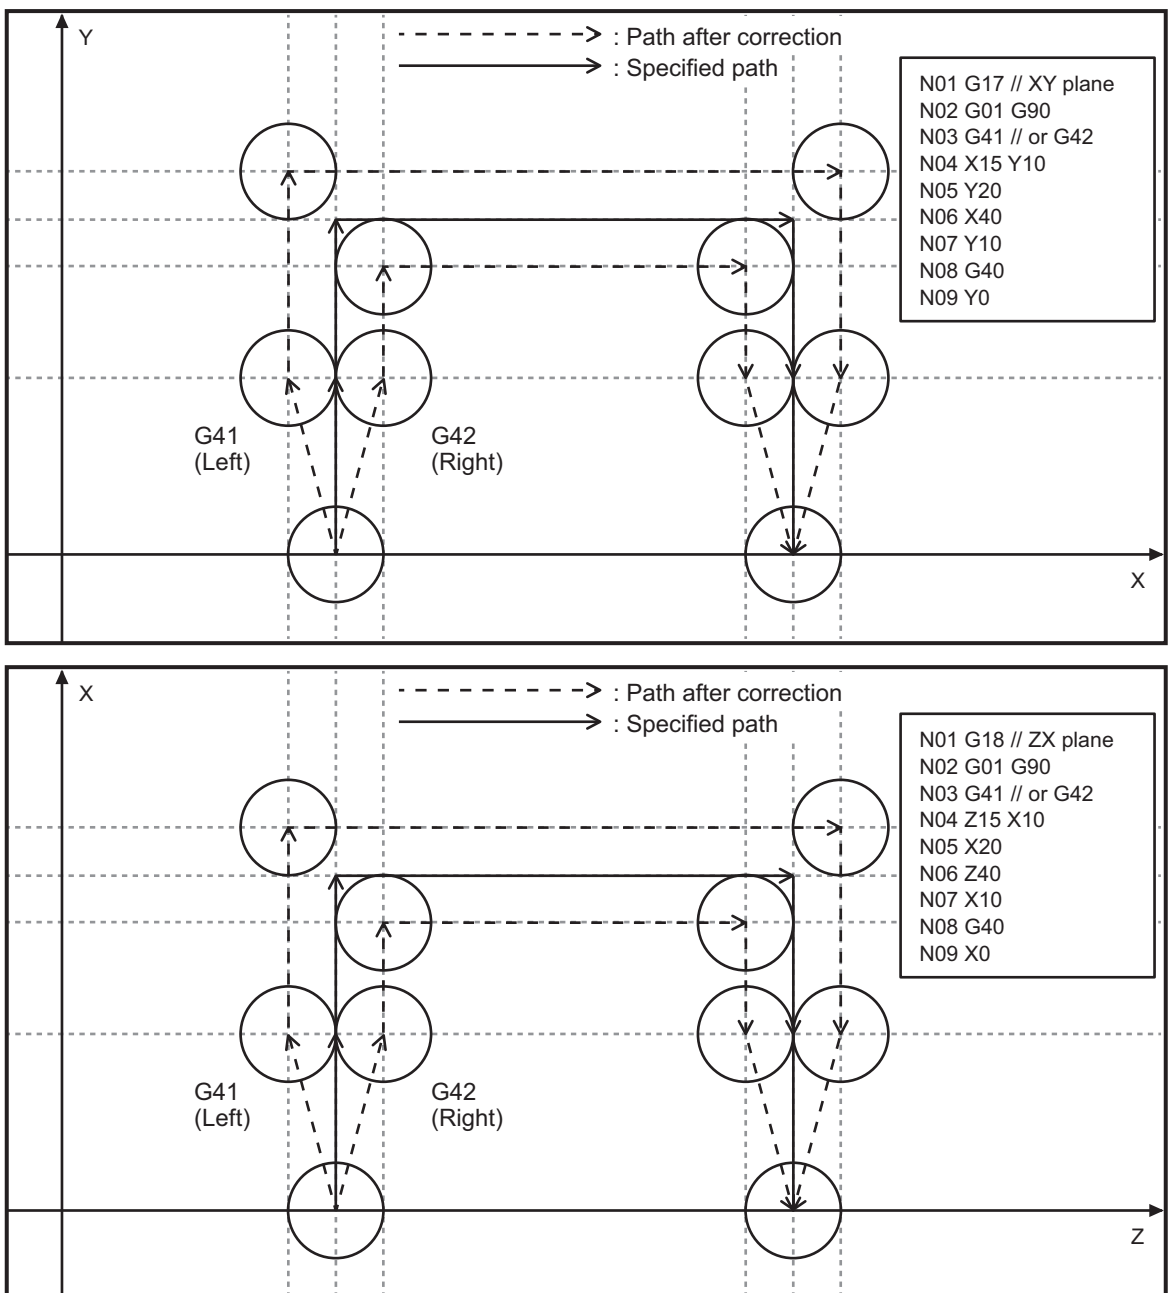 Y
: Path after correction
: Specified path
N01 G17 // XY plane
N02 G01 G90
N03 G41 // or G42
N04 X15 Y10
N05 Y20
N06 X40
N07 Y10
N08 G40
N09 Y0
G41
(Left)
G42
(Right)
X
X
: Path after correction
: Specified path
N01 G18 // ZX plane
N02 G01 G90
N03 G41 // or G42
N04 Z15 X10
N05 X20
N06 Z40
N07 X10
N08 G40
N09 X0
G41
(Left)
G42
(Right)
Z